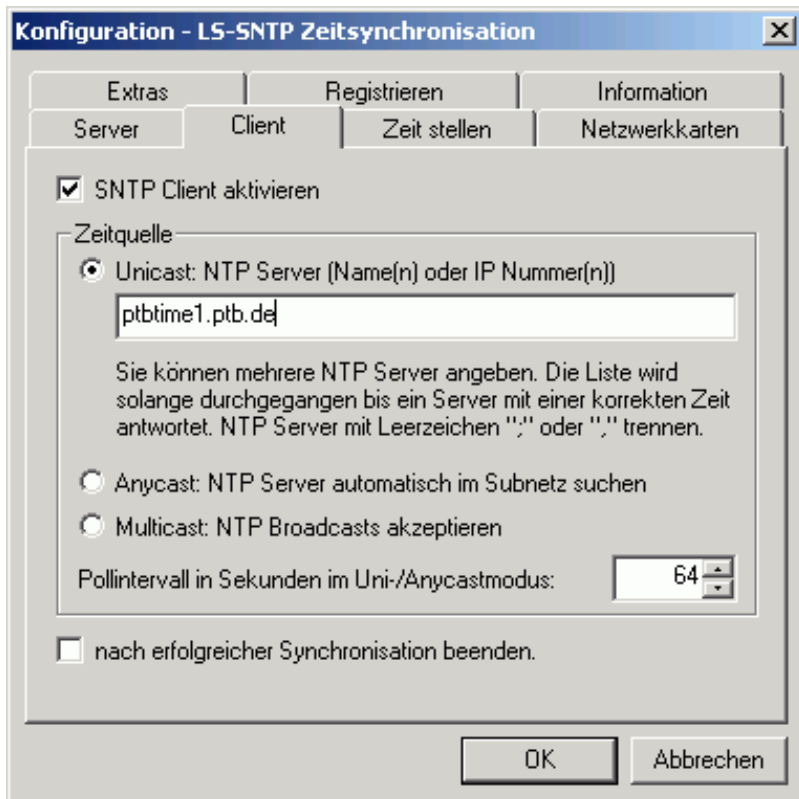 Konfiguration - LS-SNTP Zeitsynchronisation
Extras Registrieren Information
Server Client Zeit stellen Netzwerkkarten
SNTP Client aktivieren
Zeitquelle
Unicast: NTP Server (Name(n) oder IP Nummer(n))
ptbtime1.ptb.de
Sie können mehrere NTP Server angeben. Die Liste wird
solange durchgegangen bis ein Server mit einer korrekten Zeit
antwortet. NTP Server mit Leerzeichen ";" oder "," trennen.
Anycast: NTP Server automatisch im Subnetz suchen
Multicast: NTP Broadcasts akzeptieren
Pollintervall in Sekunden im Uni-/Anycastmodus: 64
nach erfolgreicher Synchronisation beenden.
OK Abbrechen